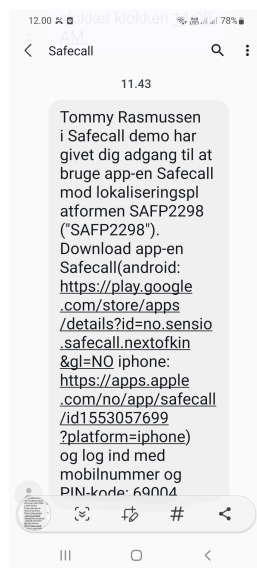 12.00
78%
Safecall
11.43
Tommy Rasmussen
i Safecall demo har
givet dig adgang til at
bruge app-en Safecall
mod lokaliseringspl
atformen SAFP2298
("SAFP2298").
Download app-en
Safecall(android:
https://play.google
.com/store/apps
/details?id=no.sensio
.safecall.nextofkin
&gl=NO iphone:
https://apps.apple
.com/no/app/safecall
/id1553057699
?platform=iphone)
og log ind med
mobilnummer og
PIN-kode: 69004